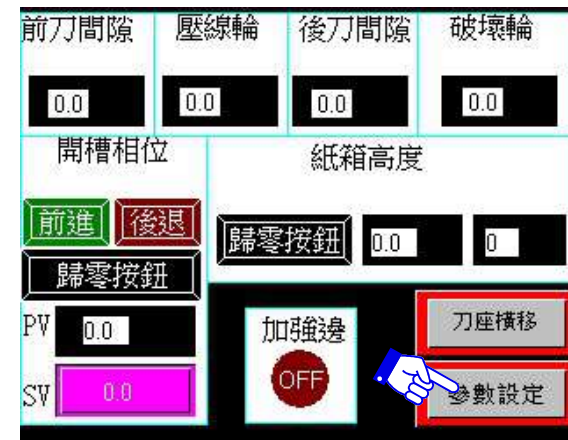 前刀間隙 壓線輪 後刀間隙 破壞輪
0.0 0.0 0.0 0.0
開槽相位 紙箱高度
前進 後退
歸零按鈕 0.0 0
歸零按鈕
PV 0.0
加強邊 刀座橫移
OFF
SV 0.0 參數設定